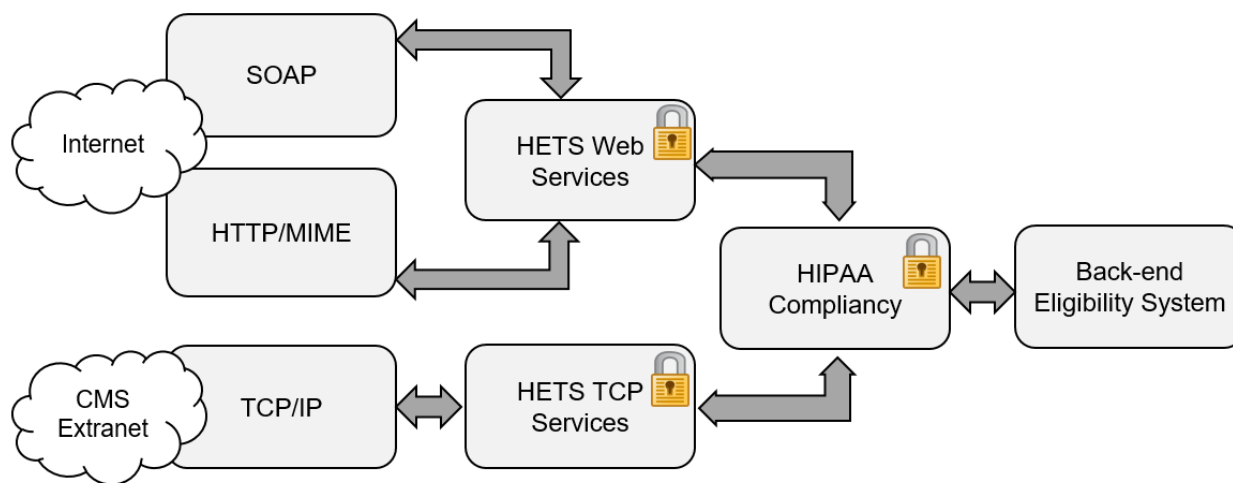 SOAP
Internet
HTTP/MIME
HETS Web
Services
HIPAA
Compliancy
Back-end
Eligibility System
CMS
Extranet
TCP/IP
HETS TCP
Services